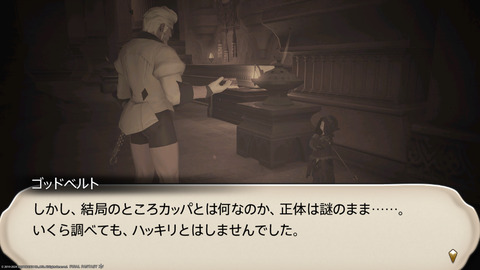 ゴッドベルト
しかし、結局のところカッパとは何なのか、正体は謎のまま……。
いくら調べても、ハッキリとはしませんでした。